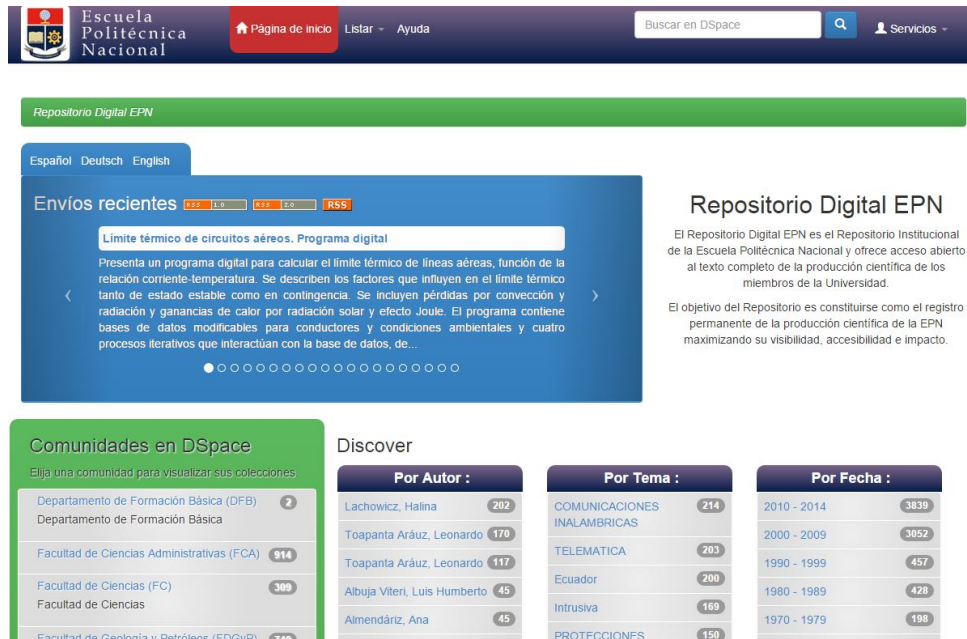 Escuela
Politécnica
Nacional
Página de inicio Listar Ayuda
Buscar en DSpace
Servicios
Repositorio Digital EPN
Español Deutsch English
Envíos recientes RSS 1.0 RSS 2.0 RSS
Límite térmico de circuitos aéreos. Programa digital
Presenta un programa digital para calcular el límite térmico de líneas aéreas, función de la
relación corriente-temperatura. Se describen los factores que influyen en el límite térmico
tanto de estado estable como en contingencia. Se incluyen pérdidas por convección y
radiación y ganancias de calor por radiación solar y efecto Joule. El programa contiene
bases de datos modificables para conductores y condiciones ambientales y cuatro
procesos iterativos que interactúan con la base de datos, de...
Repositorio Digital EPN
El Repositorio Digital EPN es el Repositorio Institucional
de la Escuela Politécnica Nacional y ofrece acceso abierto
al texto completo de la producción científica de los
miembros de la Universidad.
El objetivo del Repositorio es constituirse como el registro
permanente de la producción científica de la EPN
maximizando su visibilidad, accesibilidad e impacto.
Comunidades en DSpace
Elija una comunidad para visualizar sus colecciones
Departamento de Formación Básica (DFB) 2
Departamento de Formación Básica
Facultad de Ciencias Administrativas (FCA) 914
Facultad de Ciencias (FC) 309
Facultad de Ciencias
Facultad de Geología y Petróleos (FDGyP) 749
Discover
Por Autor :
Lachowicz, Halina 202
Toapanta Aráuz, Leonardo 170
Toapanta Aráuz, Leonardo 117
Albuja Viteri, Luis Humberto 45
Almendáriz, Ana 45
Por Tema :
COMUNICACIONES 214
INALAMBRICAS
TELEMATICA 203
Ecuador 200
Intrusiva 169
PROTECCIONES 150
Por Fecha :
2010 - 2014 3839
2000 - 2009 3052
1990 - 1999 457
1980 - 1989 428
1970 - 1979 198